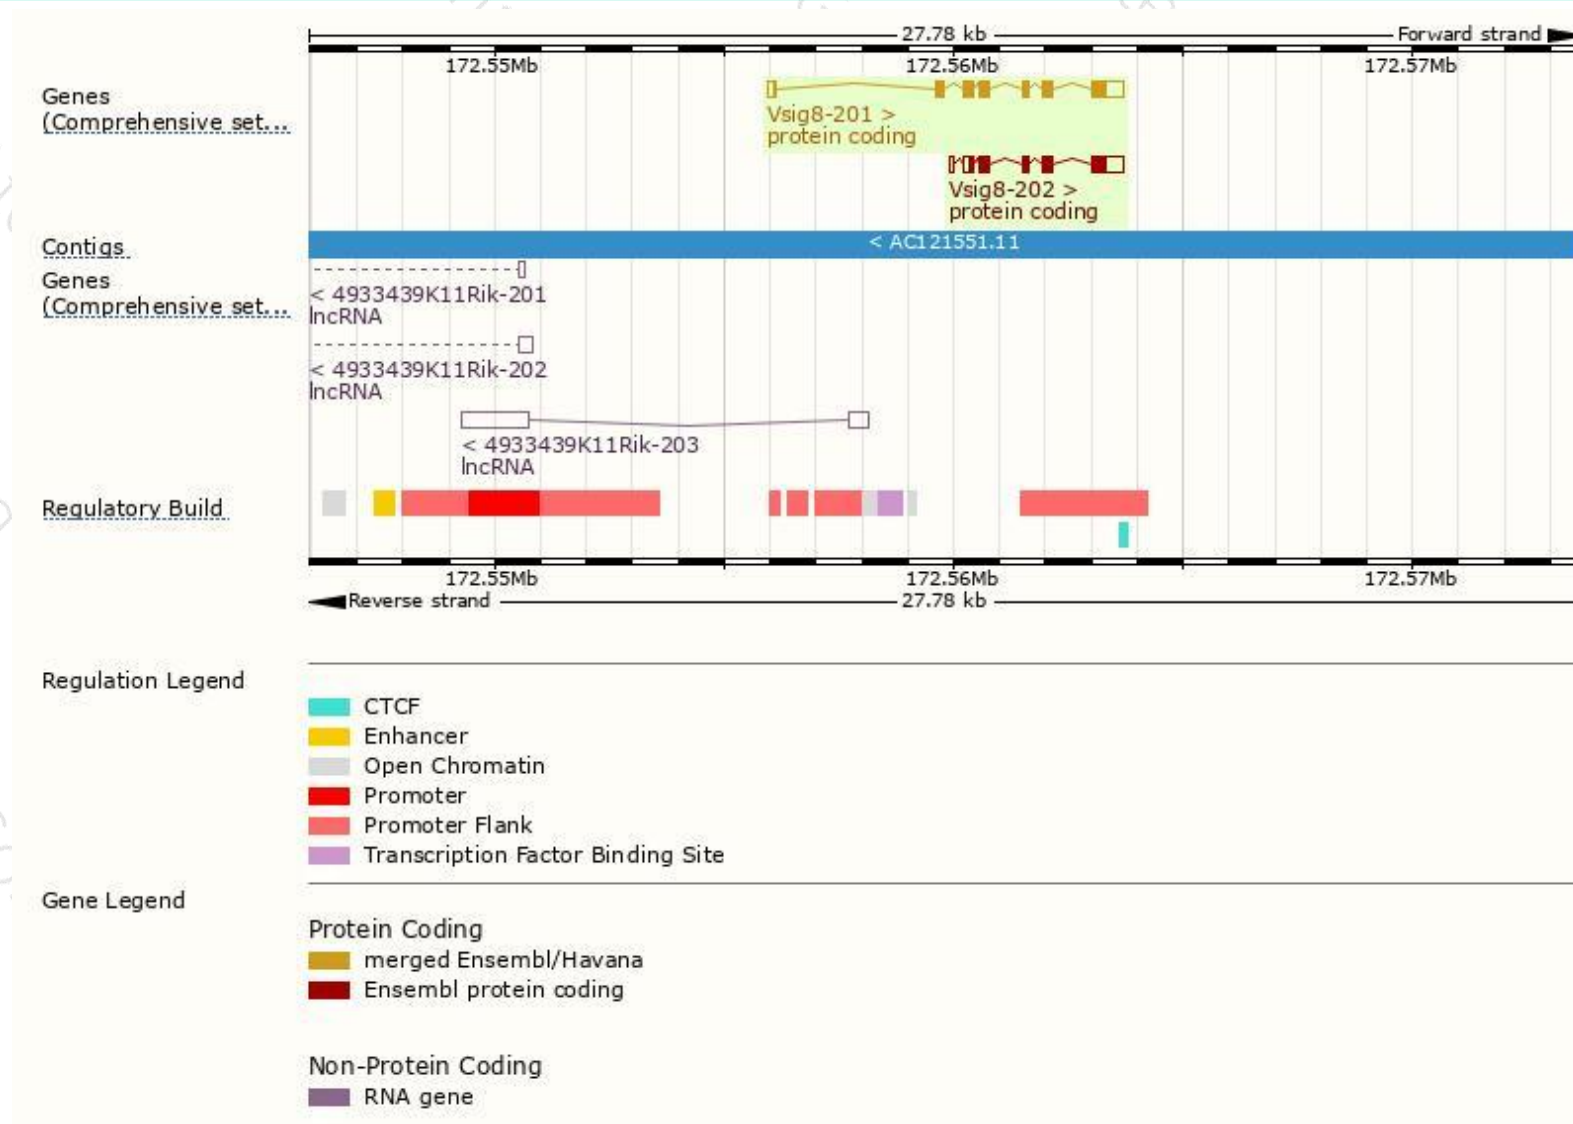 27.78 kb Forward strand
172.55Mb 172.56Mb 172.57Mb
Genes
(Comprehensive set...
Vsig8-201 >
protein coding
Vsig8-202 >
protein coding
Contigs
< AC121551.11
Genes
(Comprehensive set...
< 4933439K11Rik-201
lncRNA
< 4933439K11Rik-202
lncRNA
< 4933439K11Rik-203
lncRNA
Regulatory Build
172.55Mb 172.56Mb 172.57Mb
Reverse strand 27.78 kb
Regulation Legend
CTCF
Enhancer
Open Chromatin
Promoter
Promoter Flank
Transcription Factor Binding Site
Gene Legend
Protein Coding
merged Ensembl/Havana
Ensembl protein coding
Non-Protein Coding
RNA gene